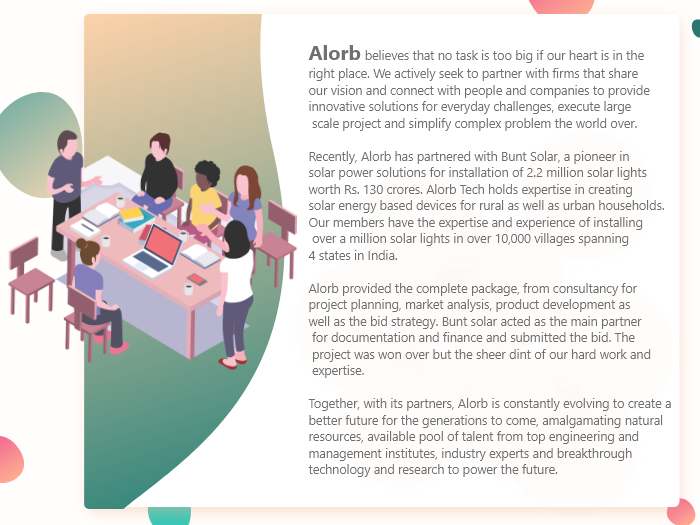 Alorb believes that no task is too big if our heart is in the
right place. We actively seek to partner with firms that share
our vision and connect with people and companies to provide
innovative solutions for everyday challenges, execute large
scale project and simplify complex problem the world over.
Recently, Alorb has partnered with Bunt Solar, a pioneer in
solar power solutions for installation of 2.2 million solar lights
worth Rs. 130 crores. Alorb Tech holds expertise in creating
solar energy based devices for rural as well as urban households.
Our members have the expertise and experience of installing
over a million solar lights in over 10,000 villages spanning
4 states in India.
Alorb provided the complete package, from consultancy for
project planning, market analysis, product development as
well as the bid strategy. Bunt solar acted as the main partner
for documentation and finance and submitted the bid. The
project was won over but the sheer dint of our hard work and
expertise.
Together, with its partners, Alorb is constantly evolving to create a
better future for the generations to come, amalgamating natural
resources, available pool of talent from top engineering and
management institutes, industry experts and breakthrough
technology and research to power the future.